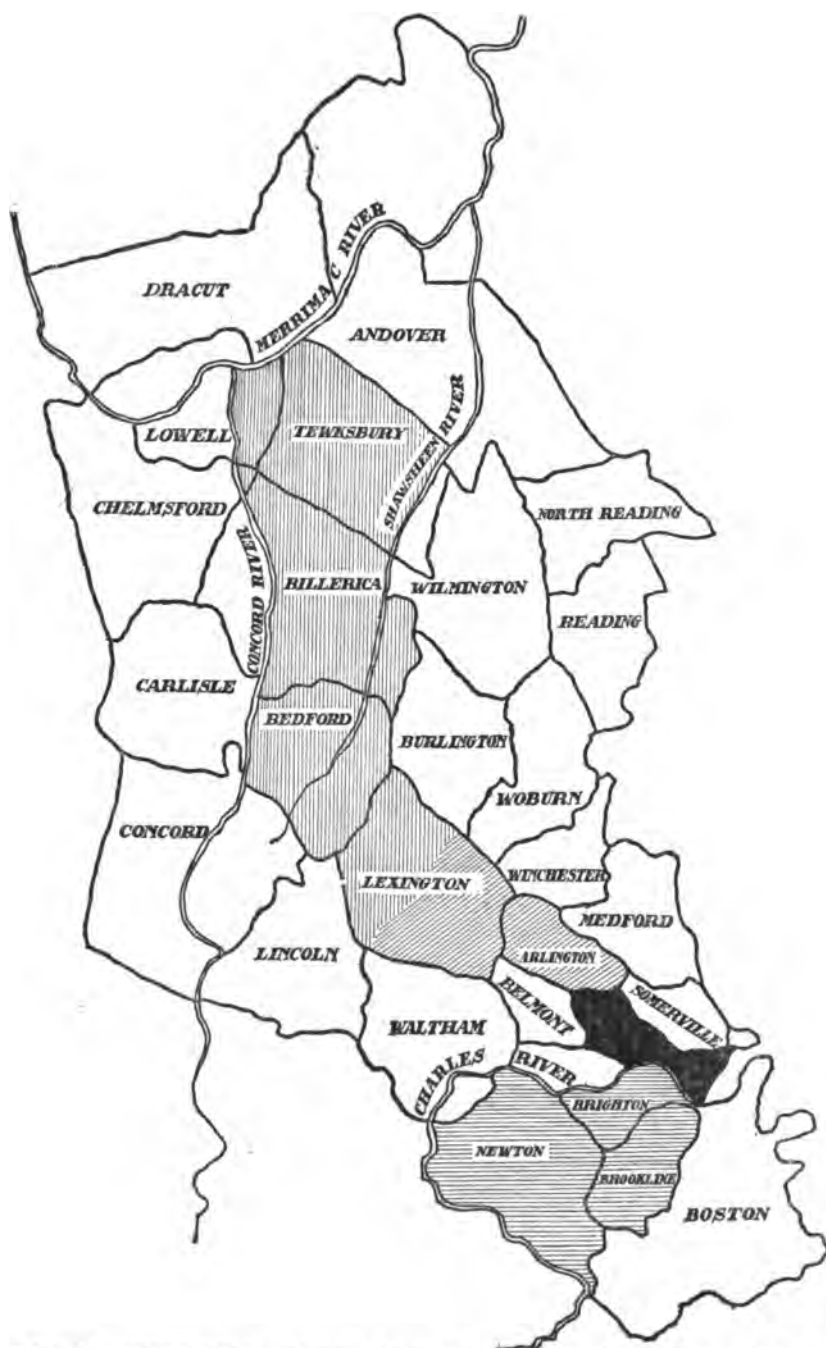 MERRIMAC RIVER
DRACUT
ANDOVER
LOWELL
TEWKSBURY
SHAWSHEEN RIVER
CHELMSFORD
NORTH READING
CONCORD RIVER
BILLERICA
WILMINGTON
READING
CARLISLE
BEDFORD
BURLINGTON
WOBURN
CONCORD
LEXINGTON
WINCHESTER
MEDFORD
LINCOLN
ARLINGTON
BELMONT
SOMERVILLE
WALTHAM
CHARLES RIVER
BRIGHTON
NEWTON
BROOKLINE
BOSTON